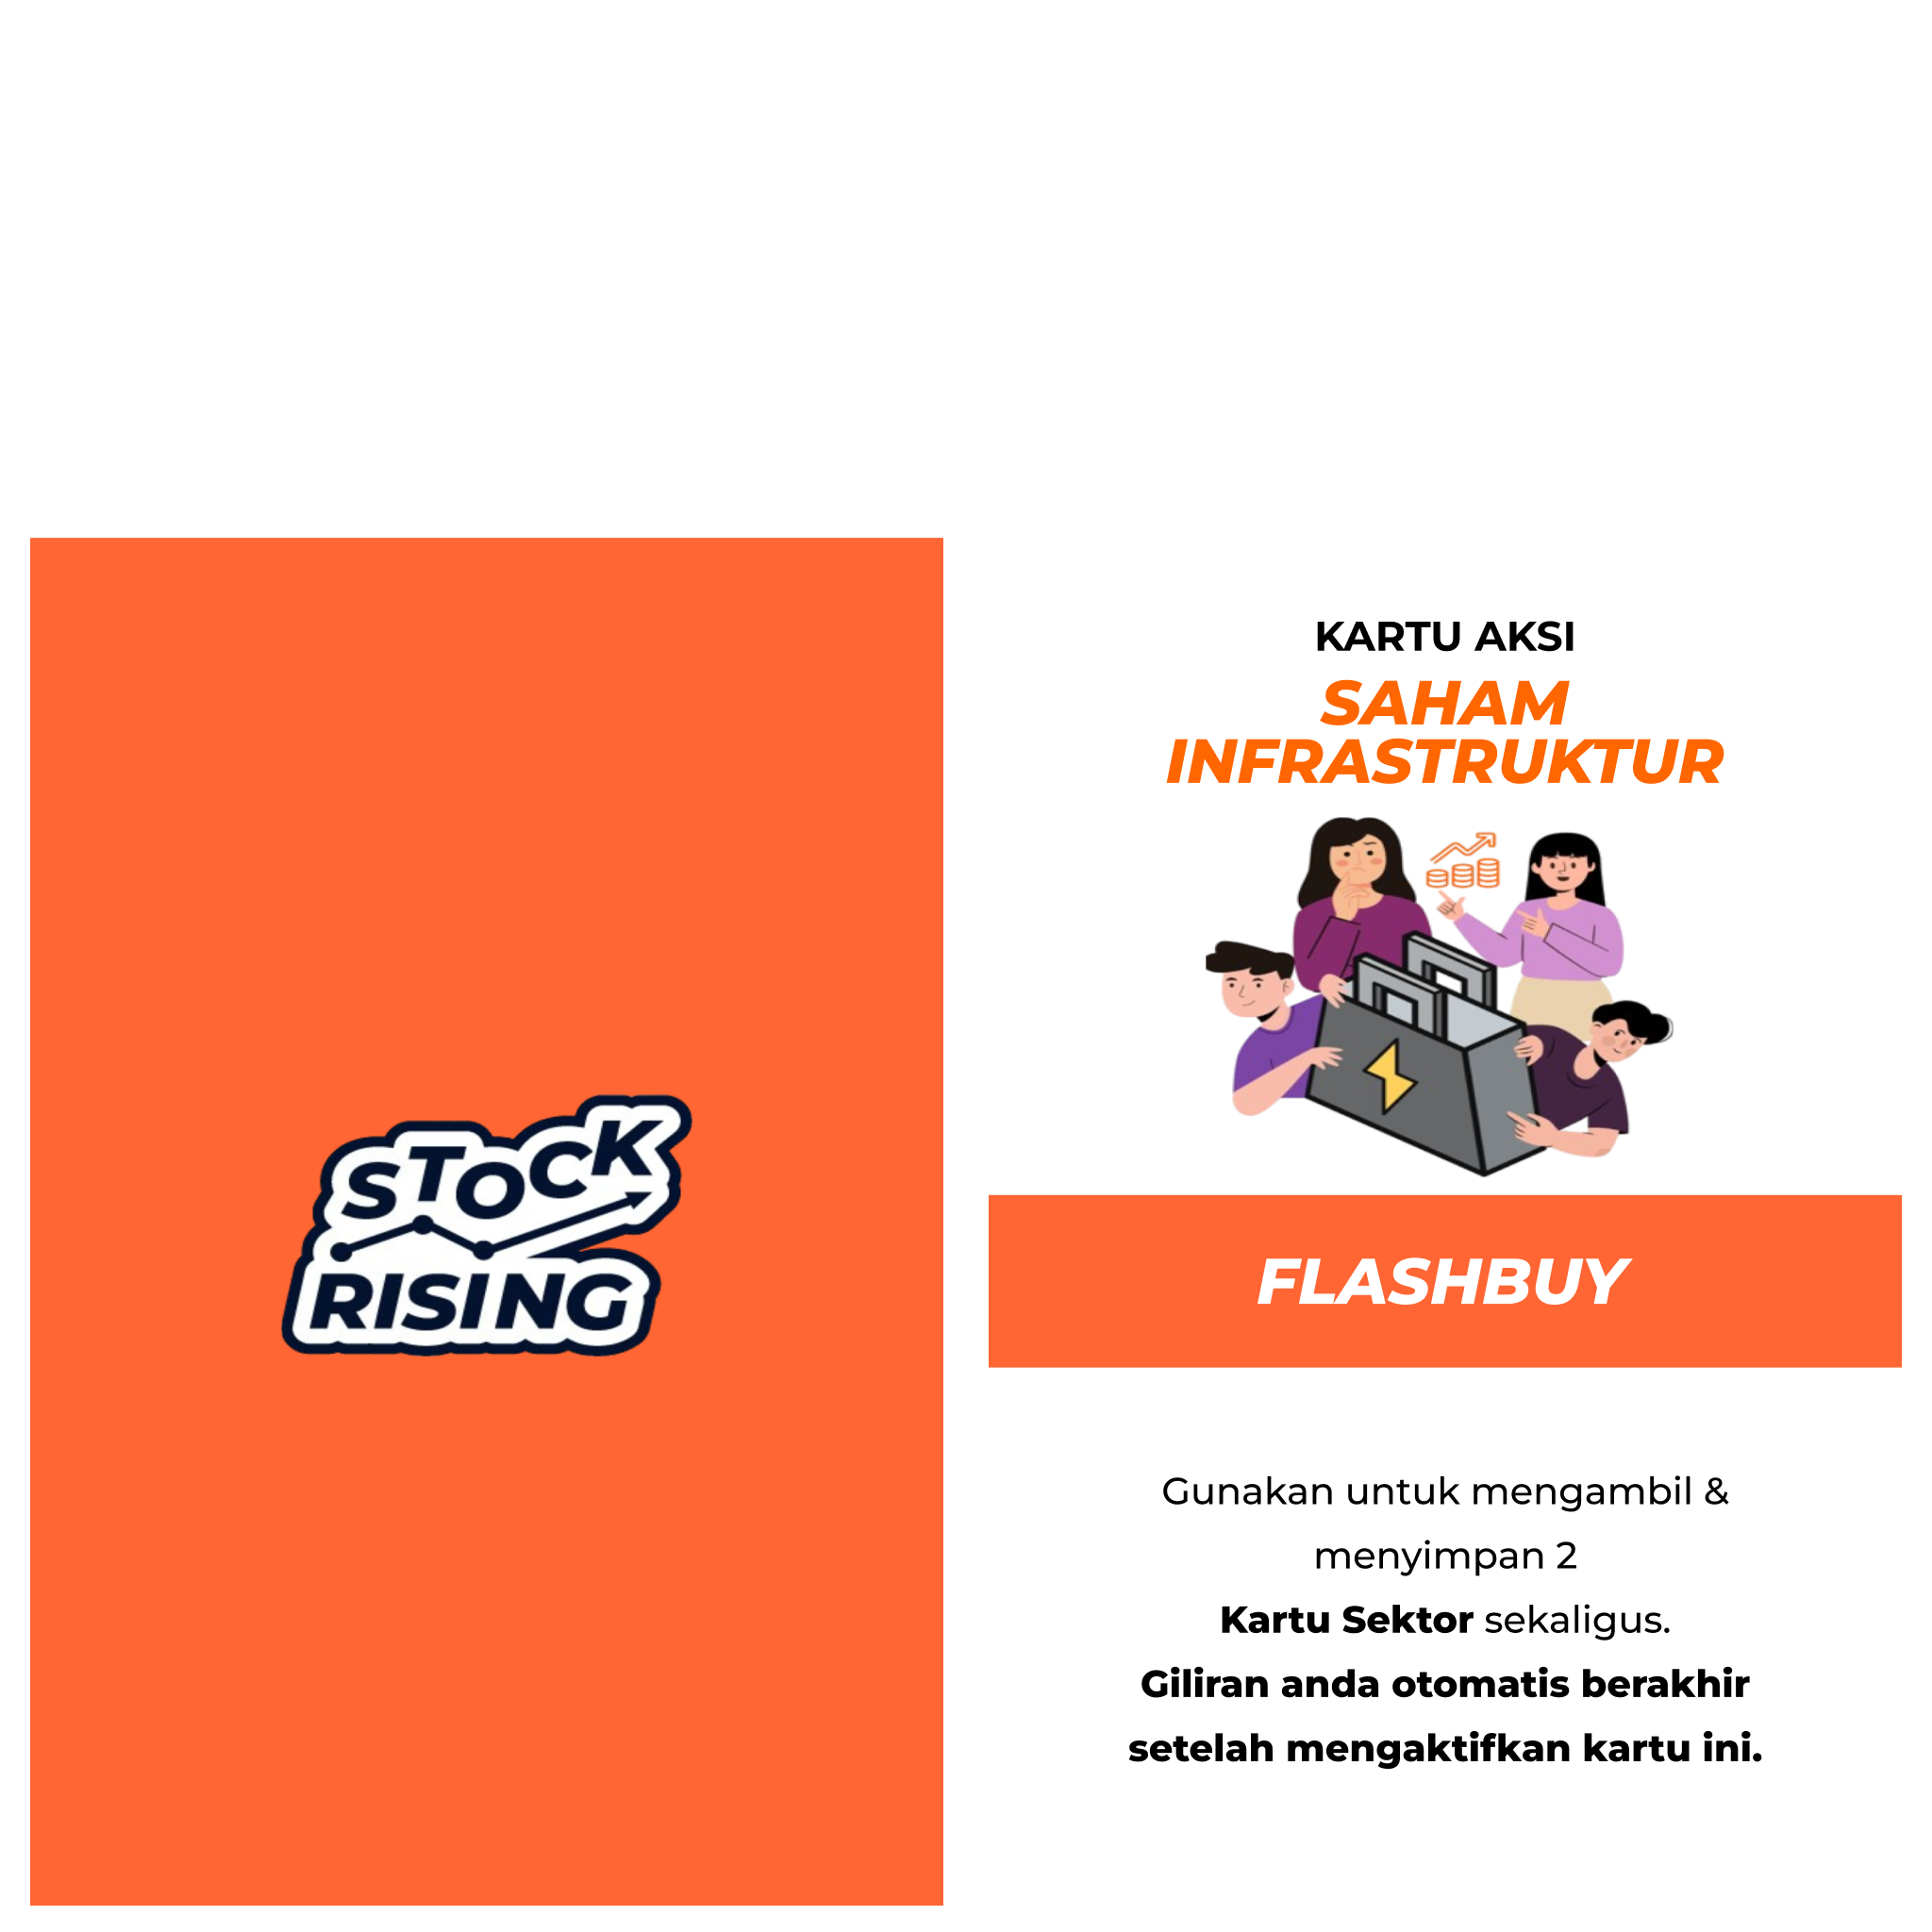 STOCK
RISING
KARTU AKSI
SAHAM
INFRASTRUKTUR
FLASHBUY
Gunakan untuk mengambil &
menyimpan 2
Kartu Sektor sekaligus.
Giliran anda otomatis berakhir
setelah mengaktifkan kartu ini.